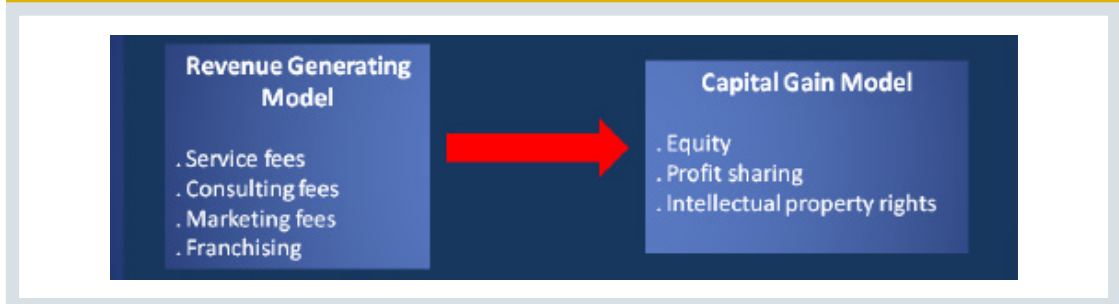 Revenue Generating
Model
. Service fees
. Consulting fees
. Marketing fees
. Franchising
Capital Gain Model
. Equity
. Profit sharing
. Intellectual property rights